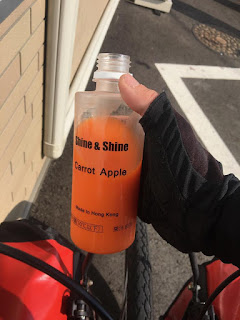 Shine & Shine
Carrot Apple
Made in Hong Kong